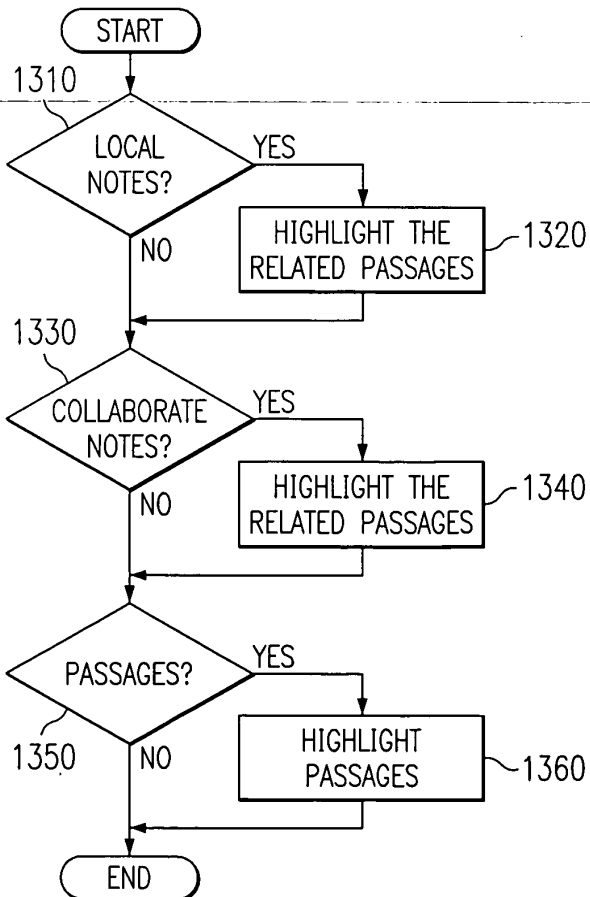 START
1310
LOCAL
NOTES?
YES
HIGHLIGHT THE
RELATED PASSAGES
1320
NO
1330
COLLABORATE
NOTES?
YES
HIGHLIGHT THE
RELATED PASSAGES
1340
NO
PASSAGES?
YES
1350
HIGHLIGHT
PASSAGES
1360
NO
END